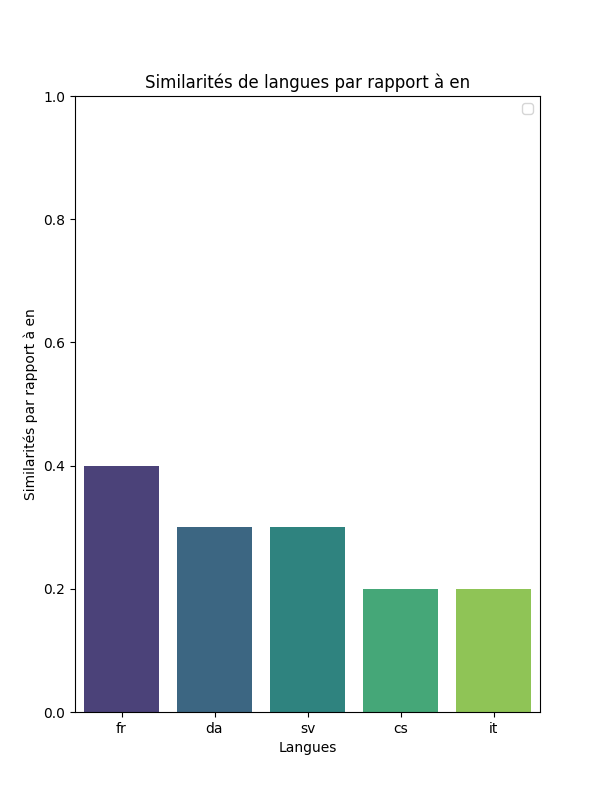 Similarités de langues par rapport à en
Similarités par rapport à en
1.0
0.8
0.6
0.4
0.2
0.0
fr da sv cs it
Langues